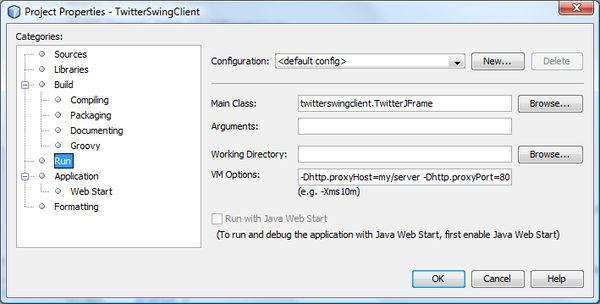 Project Properties - TwitterSwingClient
Categories:
Sources
Libraries
Build
Compiling
Packaging
Documenting
Groovy
Run
Application
Web Start
Formatting
Configuration: <default config> New... Delete
Main Class: twitterswingclient.TwitterJFrame Browse...
Arguments:
Working Directory: Browse...
VM Options: -Dhttp.proxyHost=my/server -Dhttp.proxyPort=80
(e.g. -Xms10m)
Run with Java Web Start
(To run and debug the application with Java Web Start, first enable Java Web Start)
OK Cancel Help